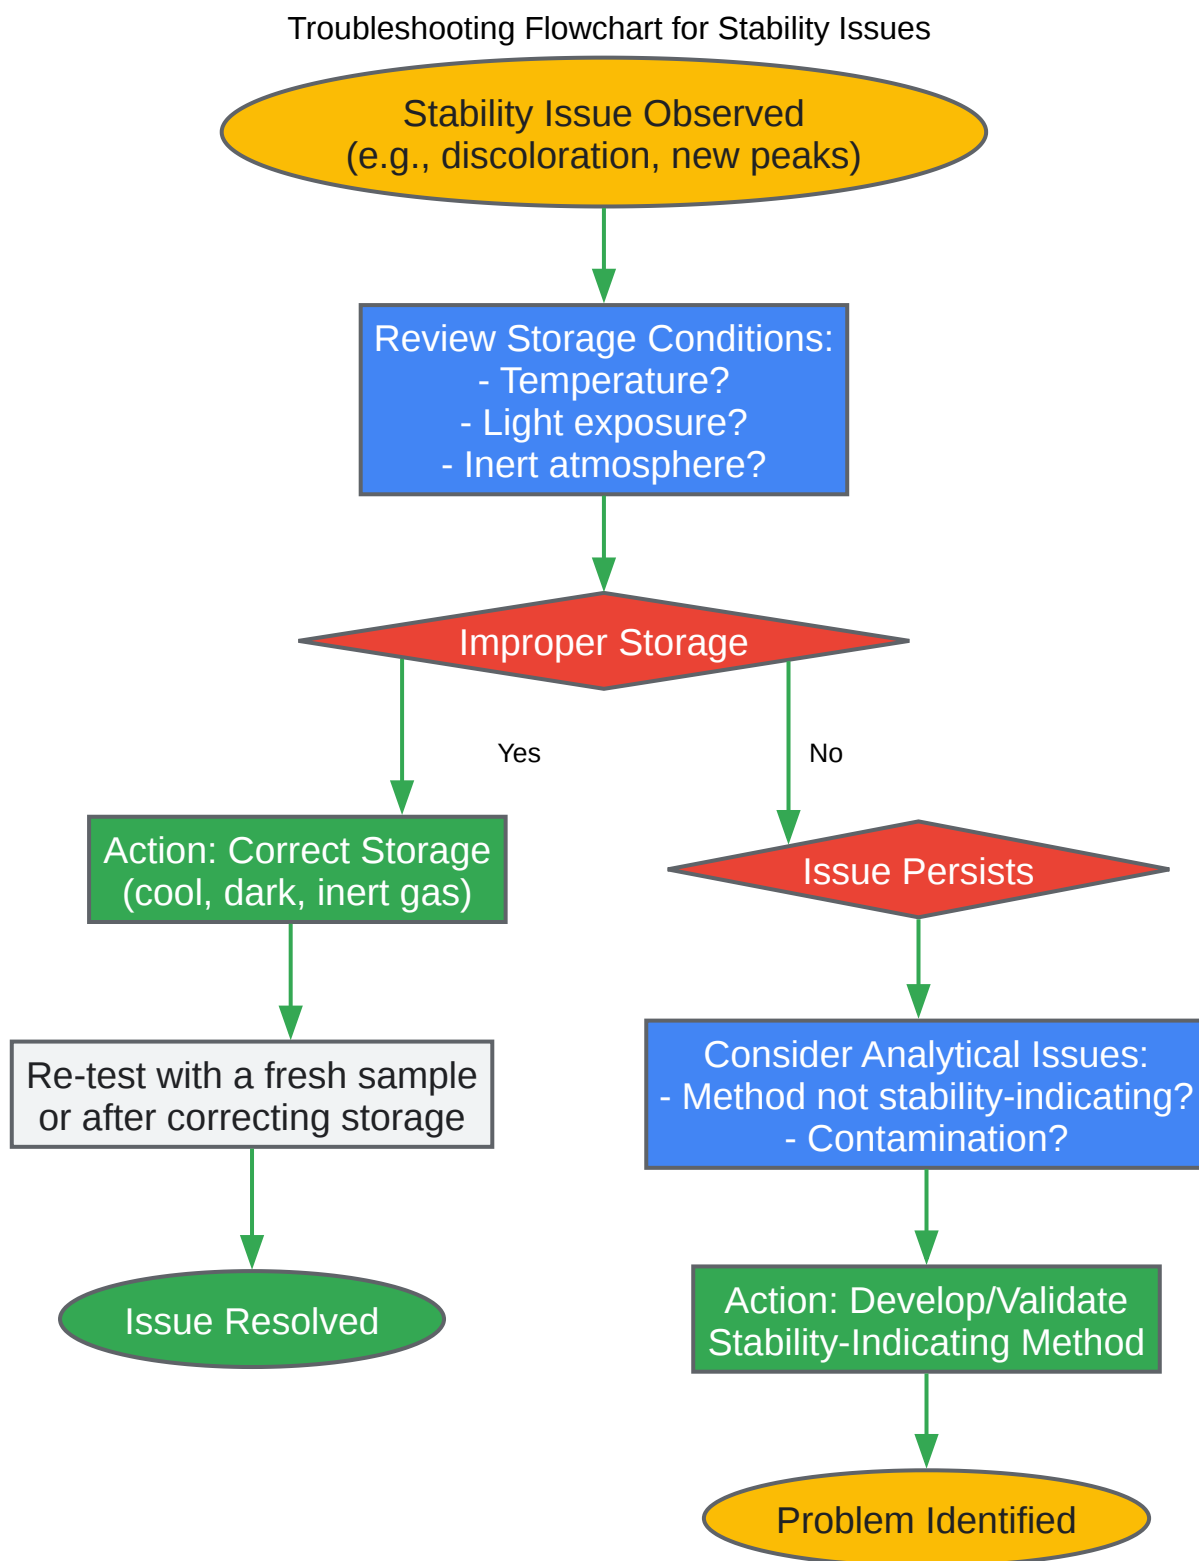 Troubleshooting Flowchart for Stability Issues
Stability Issue Observed
(e.g., discoloration, new peaks)
Review Storage Conditions:
- Temperature?
- Light exposure?
- Inert atmosphere?
Improper Storage
Yes
No
Action: Correct Storage
(cool, dark, inert gas)
Issue Persists
Re-test with a fresh sample
or after correcting storage
Consider Analytical Issues:
- Method not stability-indicating?
- Contamination?
Issue Resolved
Action: Develop/Validate
Stability-Indicating Method
Problem Identified